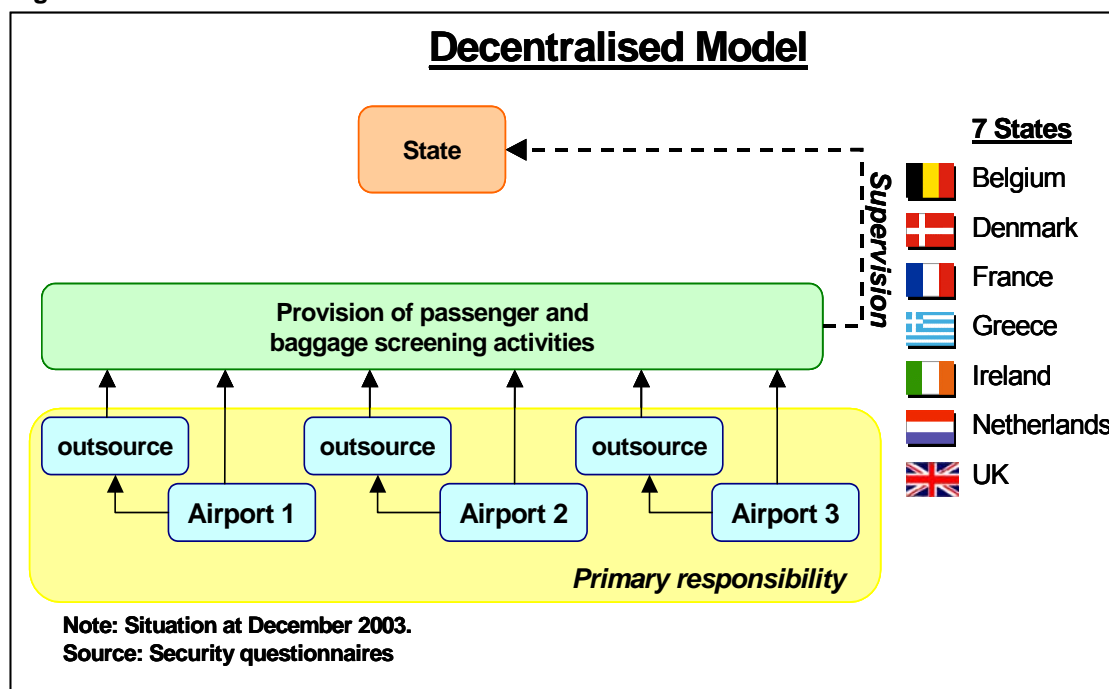 Decentralised Model
State
Supervision
7 States
Belgium
Denmark
France
Greece
Ireland
Netherlands
UK
Provision of passenger and
baggage screening activities
outsource
outsource
outsource
Airport 1
Airport 2
Airport 3
Primary responsibility
Note: Situation at December 2003.
Source: Security questionnaires